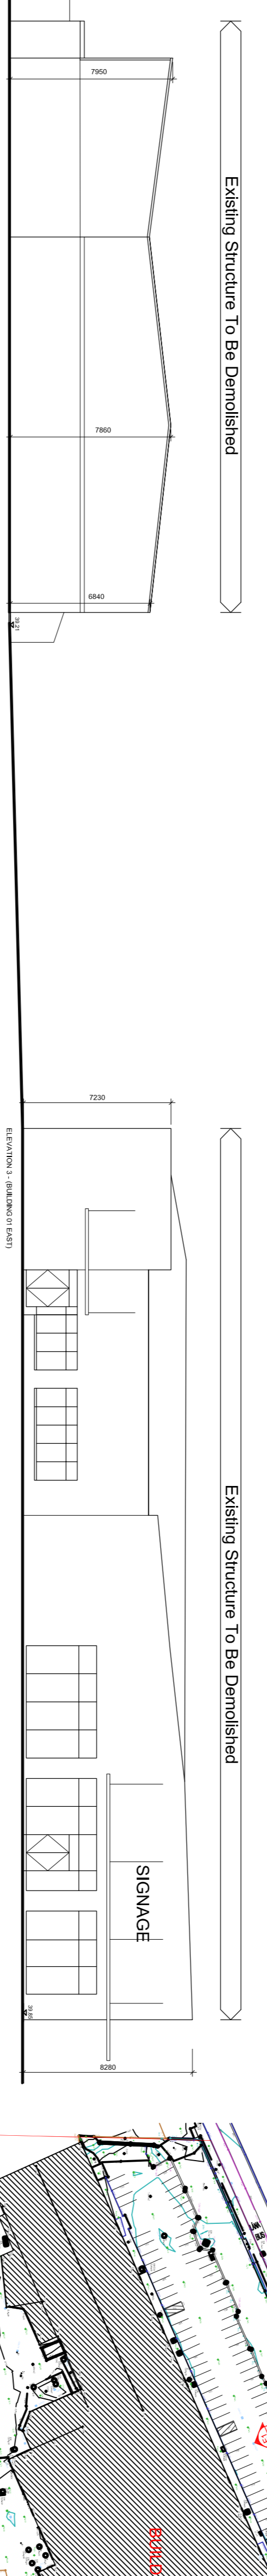 Existing Structure To Be Demolished
7950
7860
6840
39.21
Existing Structure To Be Demolished
7230
SIGNAGE
8280
39.85
ELEVATION 3 - (BUILDING 01 EAST)
BUILD